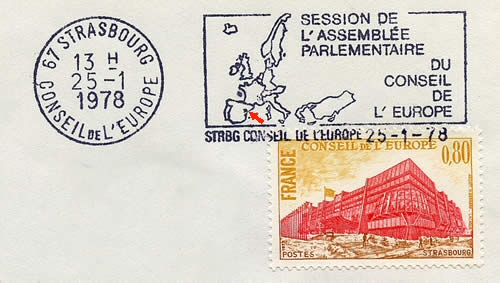 67 STRASBOURG
13 H
25-1
1978
CONSEIL DE L'EUROPE
SESSION DE
L'ASSEMBLÉE
PARLEMENTAIRE
DU
CONSEIL
DE
L'EUROPE
STRBG CONSEIL DE L'EUROPE 25-1-78
FRANCE
CONSEIL DE L'EUROPE
0,80
POSTES
STRASBOURG